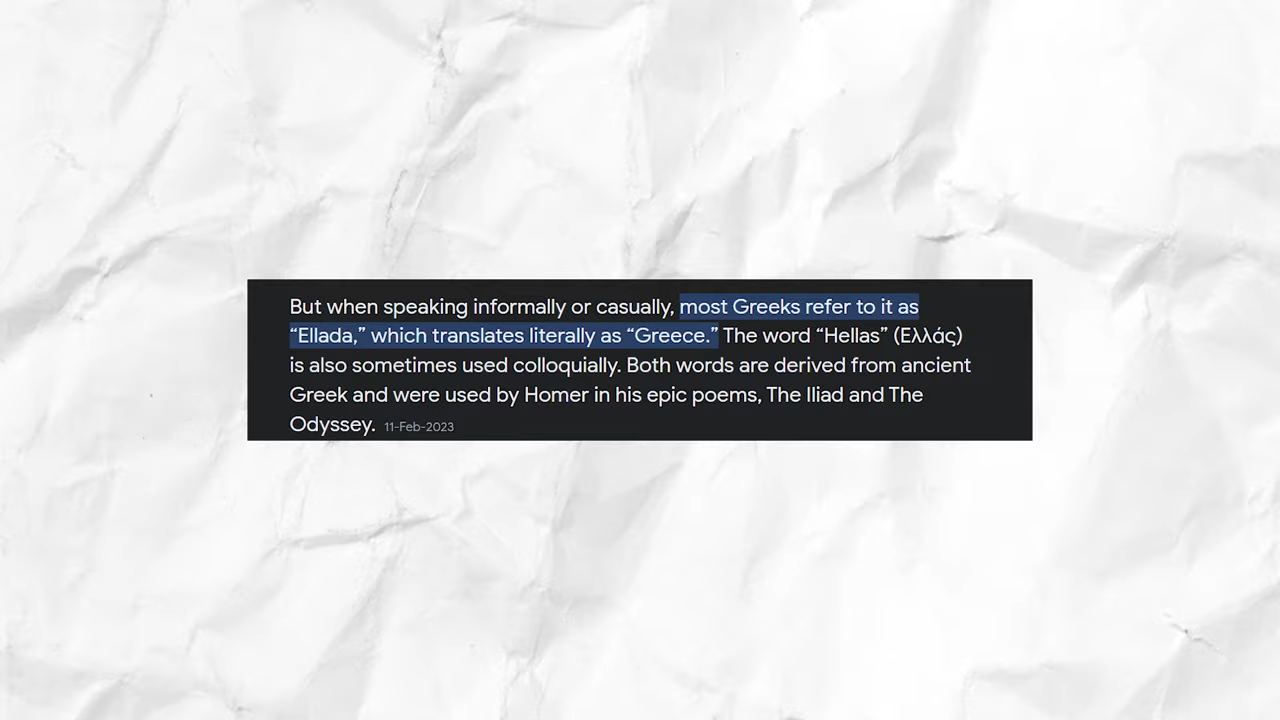 But when speaking informally or casually, most Greeks refer to it as
“Ellada,” which translates literally as “Greece.” The word “Hellas” (Ελλάς)
is also sometimes used colloquially. Both words are derived from ancient
Greek and were used by Homer in his epic poems, The Iliad and The
Odyssey. 11-Feb-2023